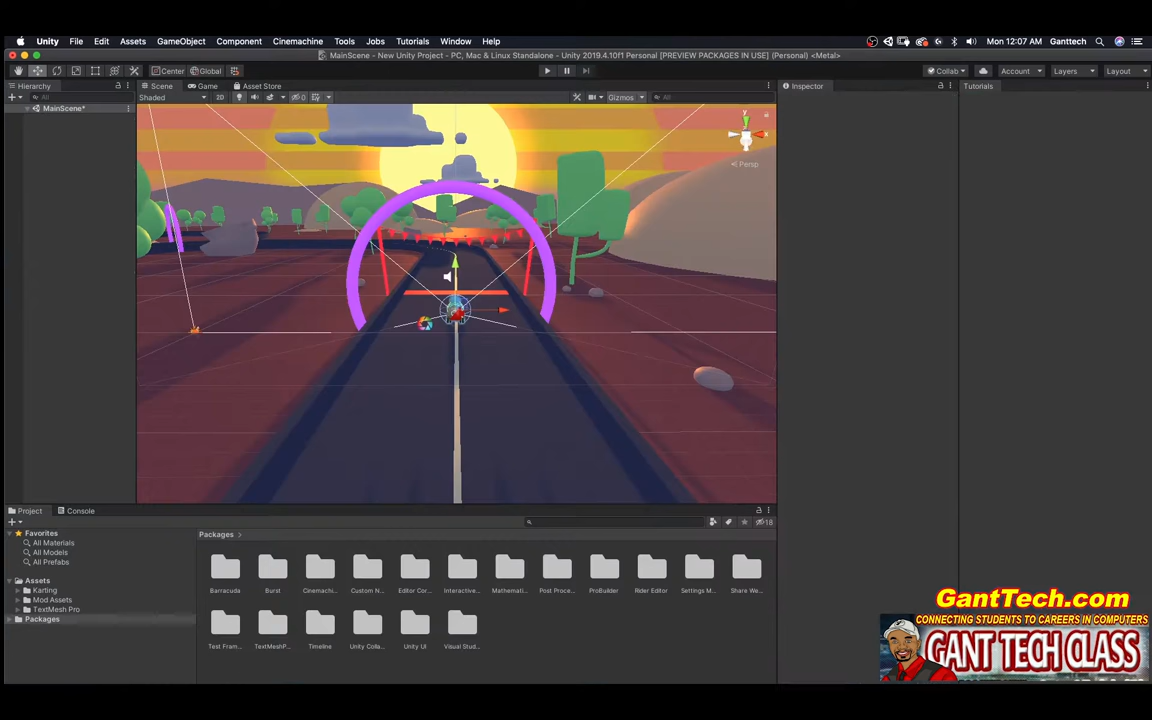 Unity File Edit Assets GameObject Component Cinemachine Tools Jobs Tutorials Window Help Mon 12:07 AM Ganttech
MainScene - New Unity Project - PC, Mac & Linux Standalone - Unity 2019.4.10f1 Personal [PREVIEW PACKAGES IN USE] (Personal) <Metal>
Center Global Collab Account Layers Layout
Hierarchy Scene Game Asset Store Inspector Tutorials
All Shaded 2D 0 Gizmos All
MainScene*
y
Persp
Project Console
18
Favorites
All Materials
All Models
All Prefabs
Assets
Karting
Mod Assets
TextMesh Pro
Packages
Packages >
Barracuda Burst Cinemachi... Custom N... Editor Cor... Interactive... Mathemati... Post Proce... ProBuilder Rider Editor Settings M... Share We...
Test Fram... TextMeshP... Timeline Unity Colla... Unity UI Visual Stud...
GantTech.com
CONNECTING STUDENTS TO CAREERS IN COMPUTERS
GANT TECH CLASS